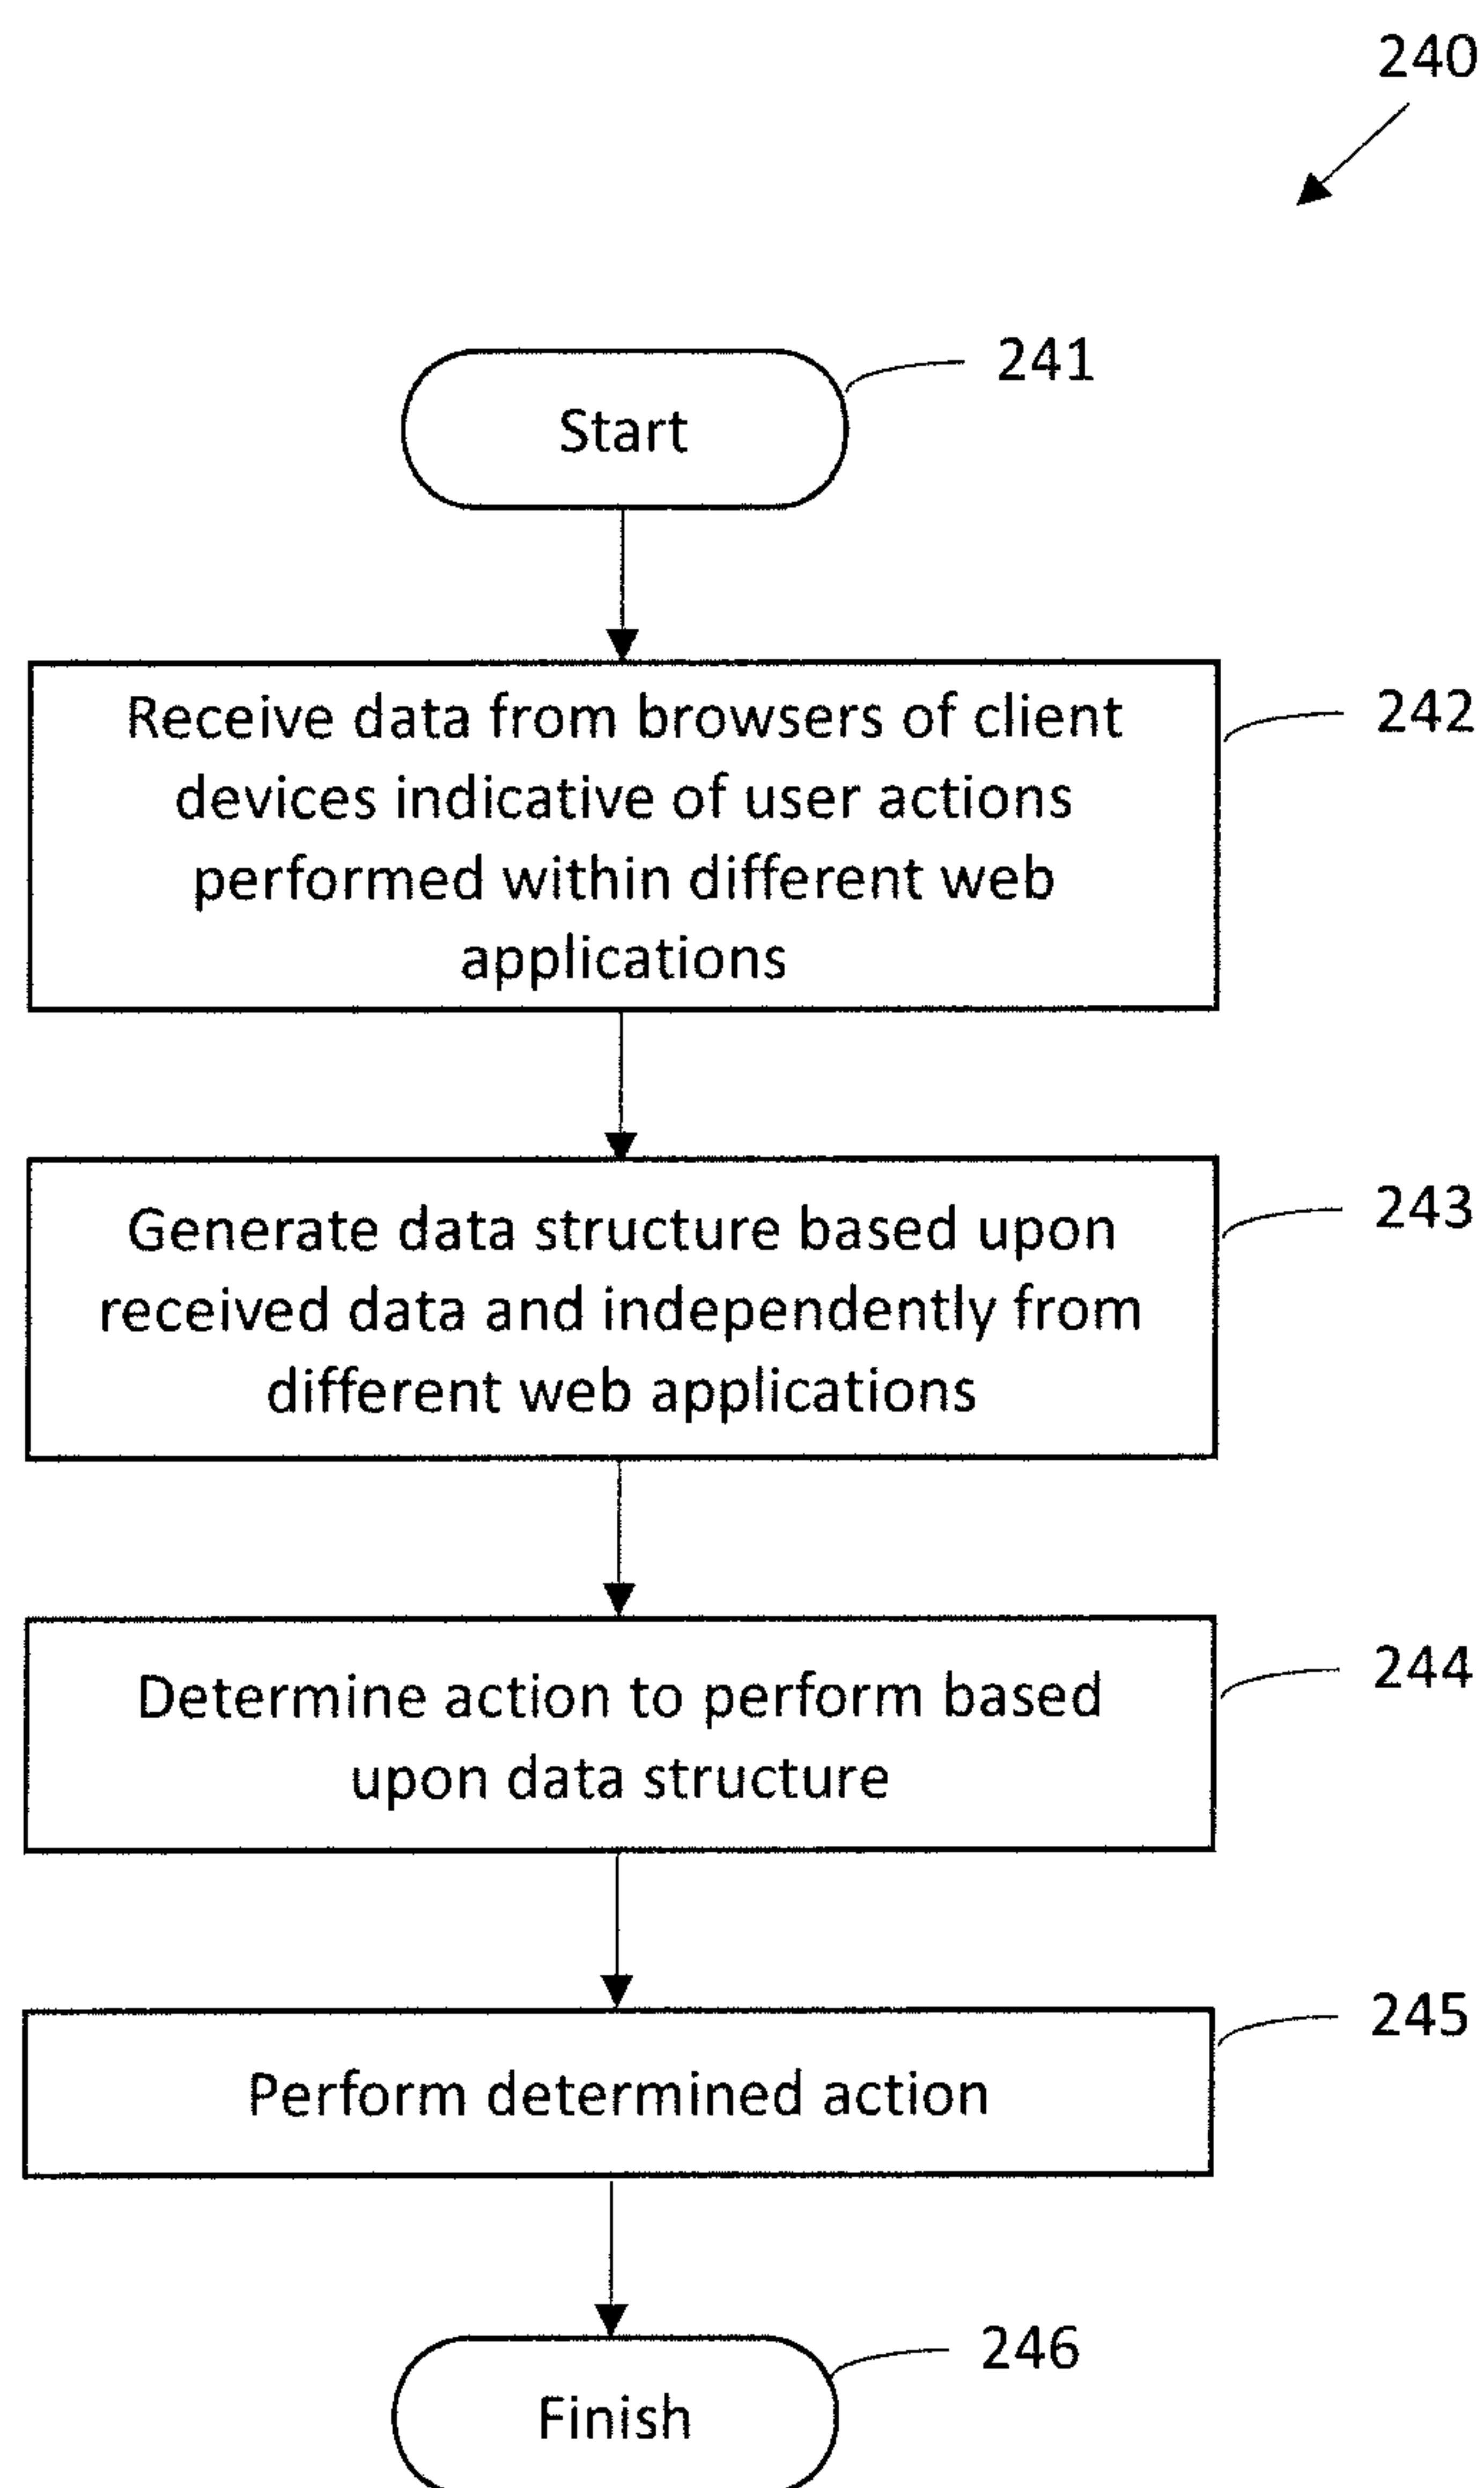 240
241
Start
Receive data from browsers of client
242
devices indicative of user actions
performed within different web
applications
Generate data structure based upon
243
received data and independently from
different web applications
Determine action to perform based
244
upon data structure
245
Perform determined action
246
Finish